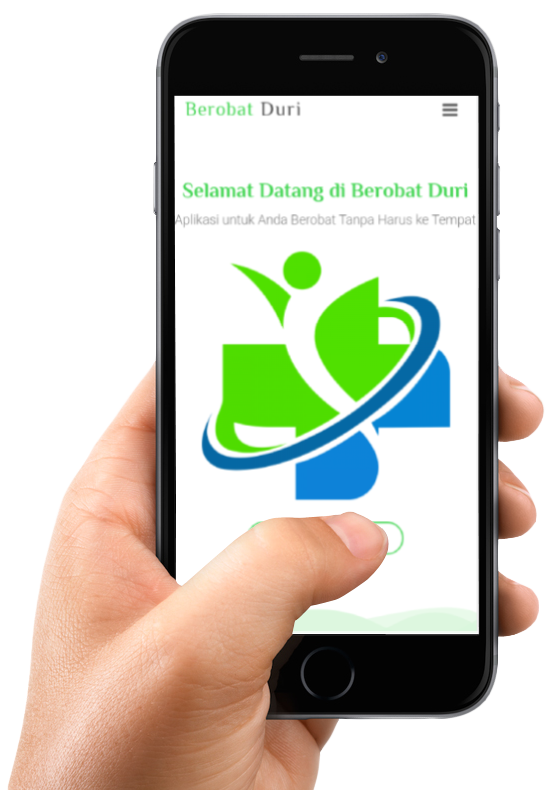 Berobat Duri
Selamat Datang di Berobat Duri
Aplikasi untuk Anda Berobat Tanpa Harus ke Tempat